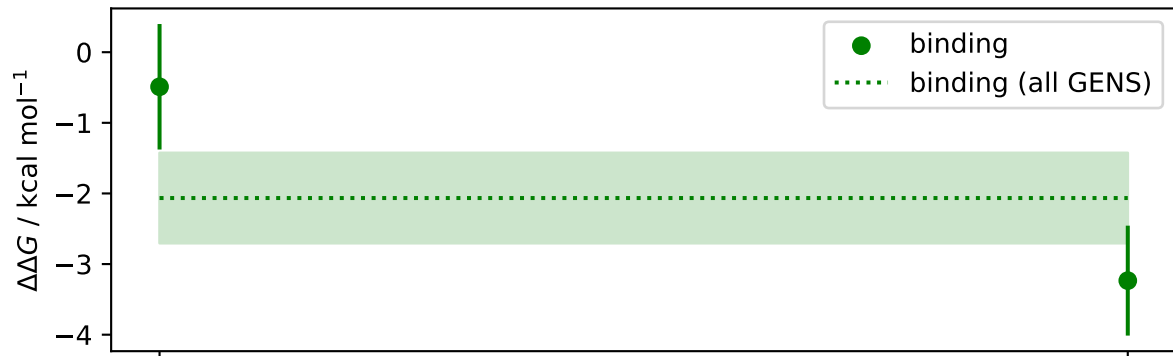 0
−1
−2
−3
−4
ΔΔG / kcal mol⁻¹
binding
binding (all GENS)